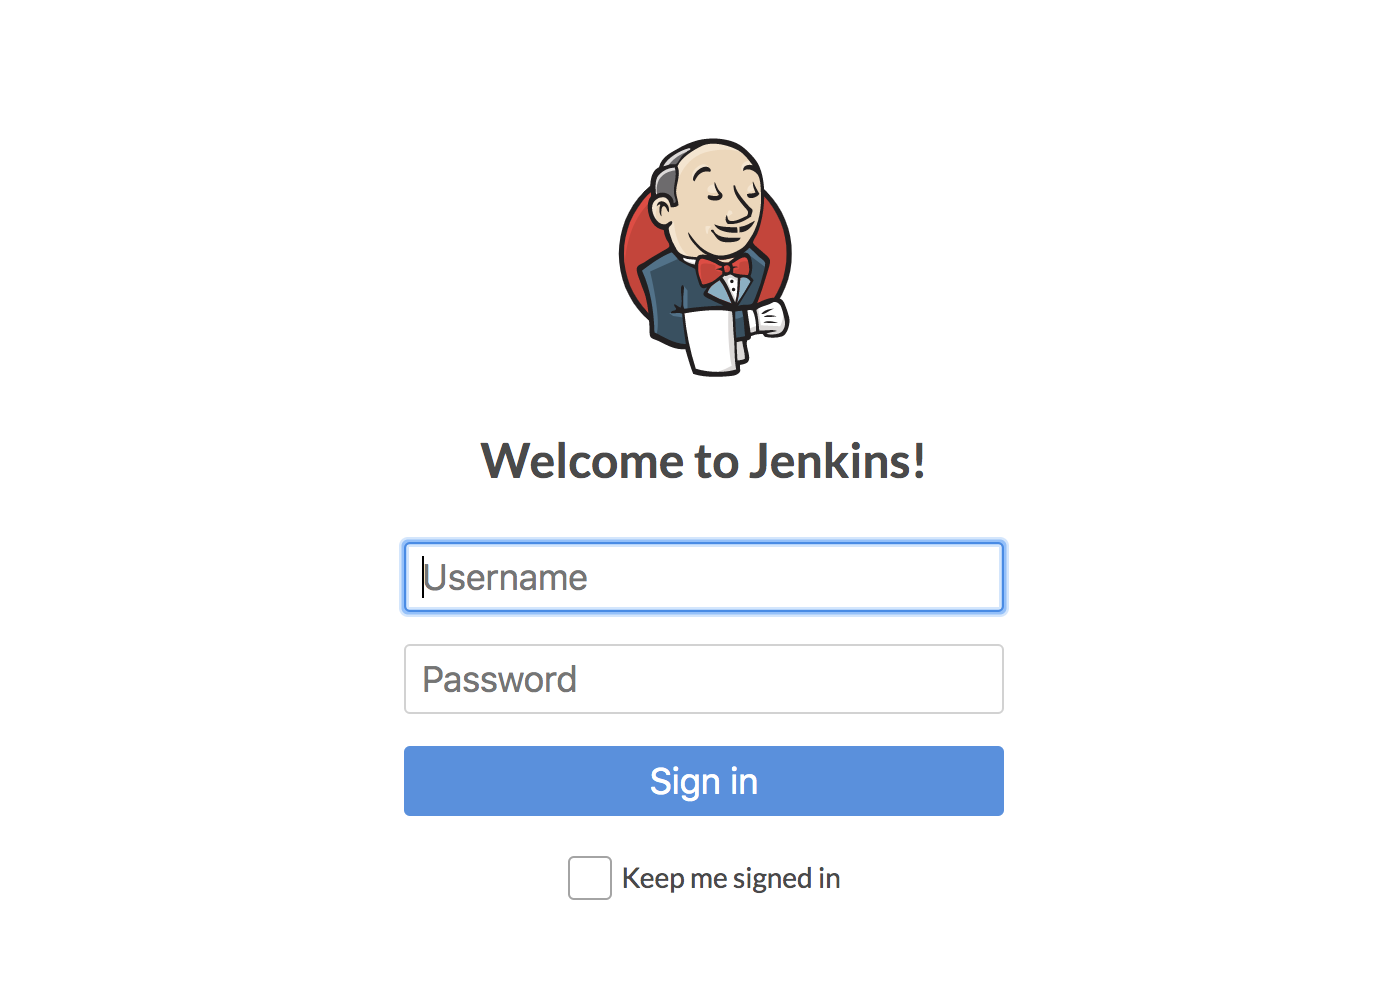 Welcome to Jenkins!
Username
Password
Sign in
Keep me signed in